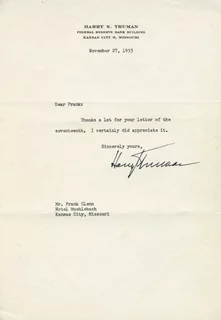 HARRY S. TRUMAN
FEDERAL RESERVE BANK BUILDING
KANSAS CITY 6, MISSOURI
November 27, 1953
Dear Frank:
Thanks a lot for your letter of the
seventeenth. I certainly did appreciate it.
Sincerely yours,
Harry Truman
Mr. Frank Glenn
Hotel Muehlebach
Kansas City, Missouri